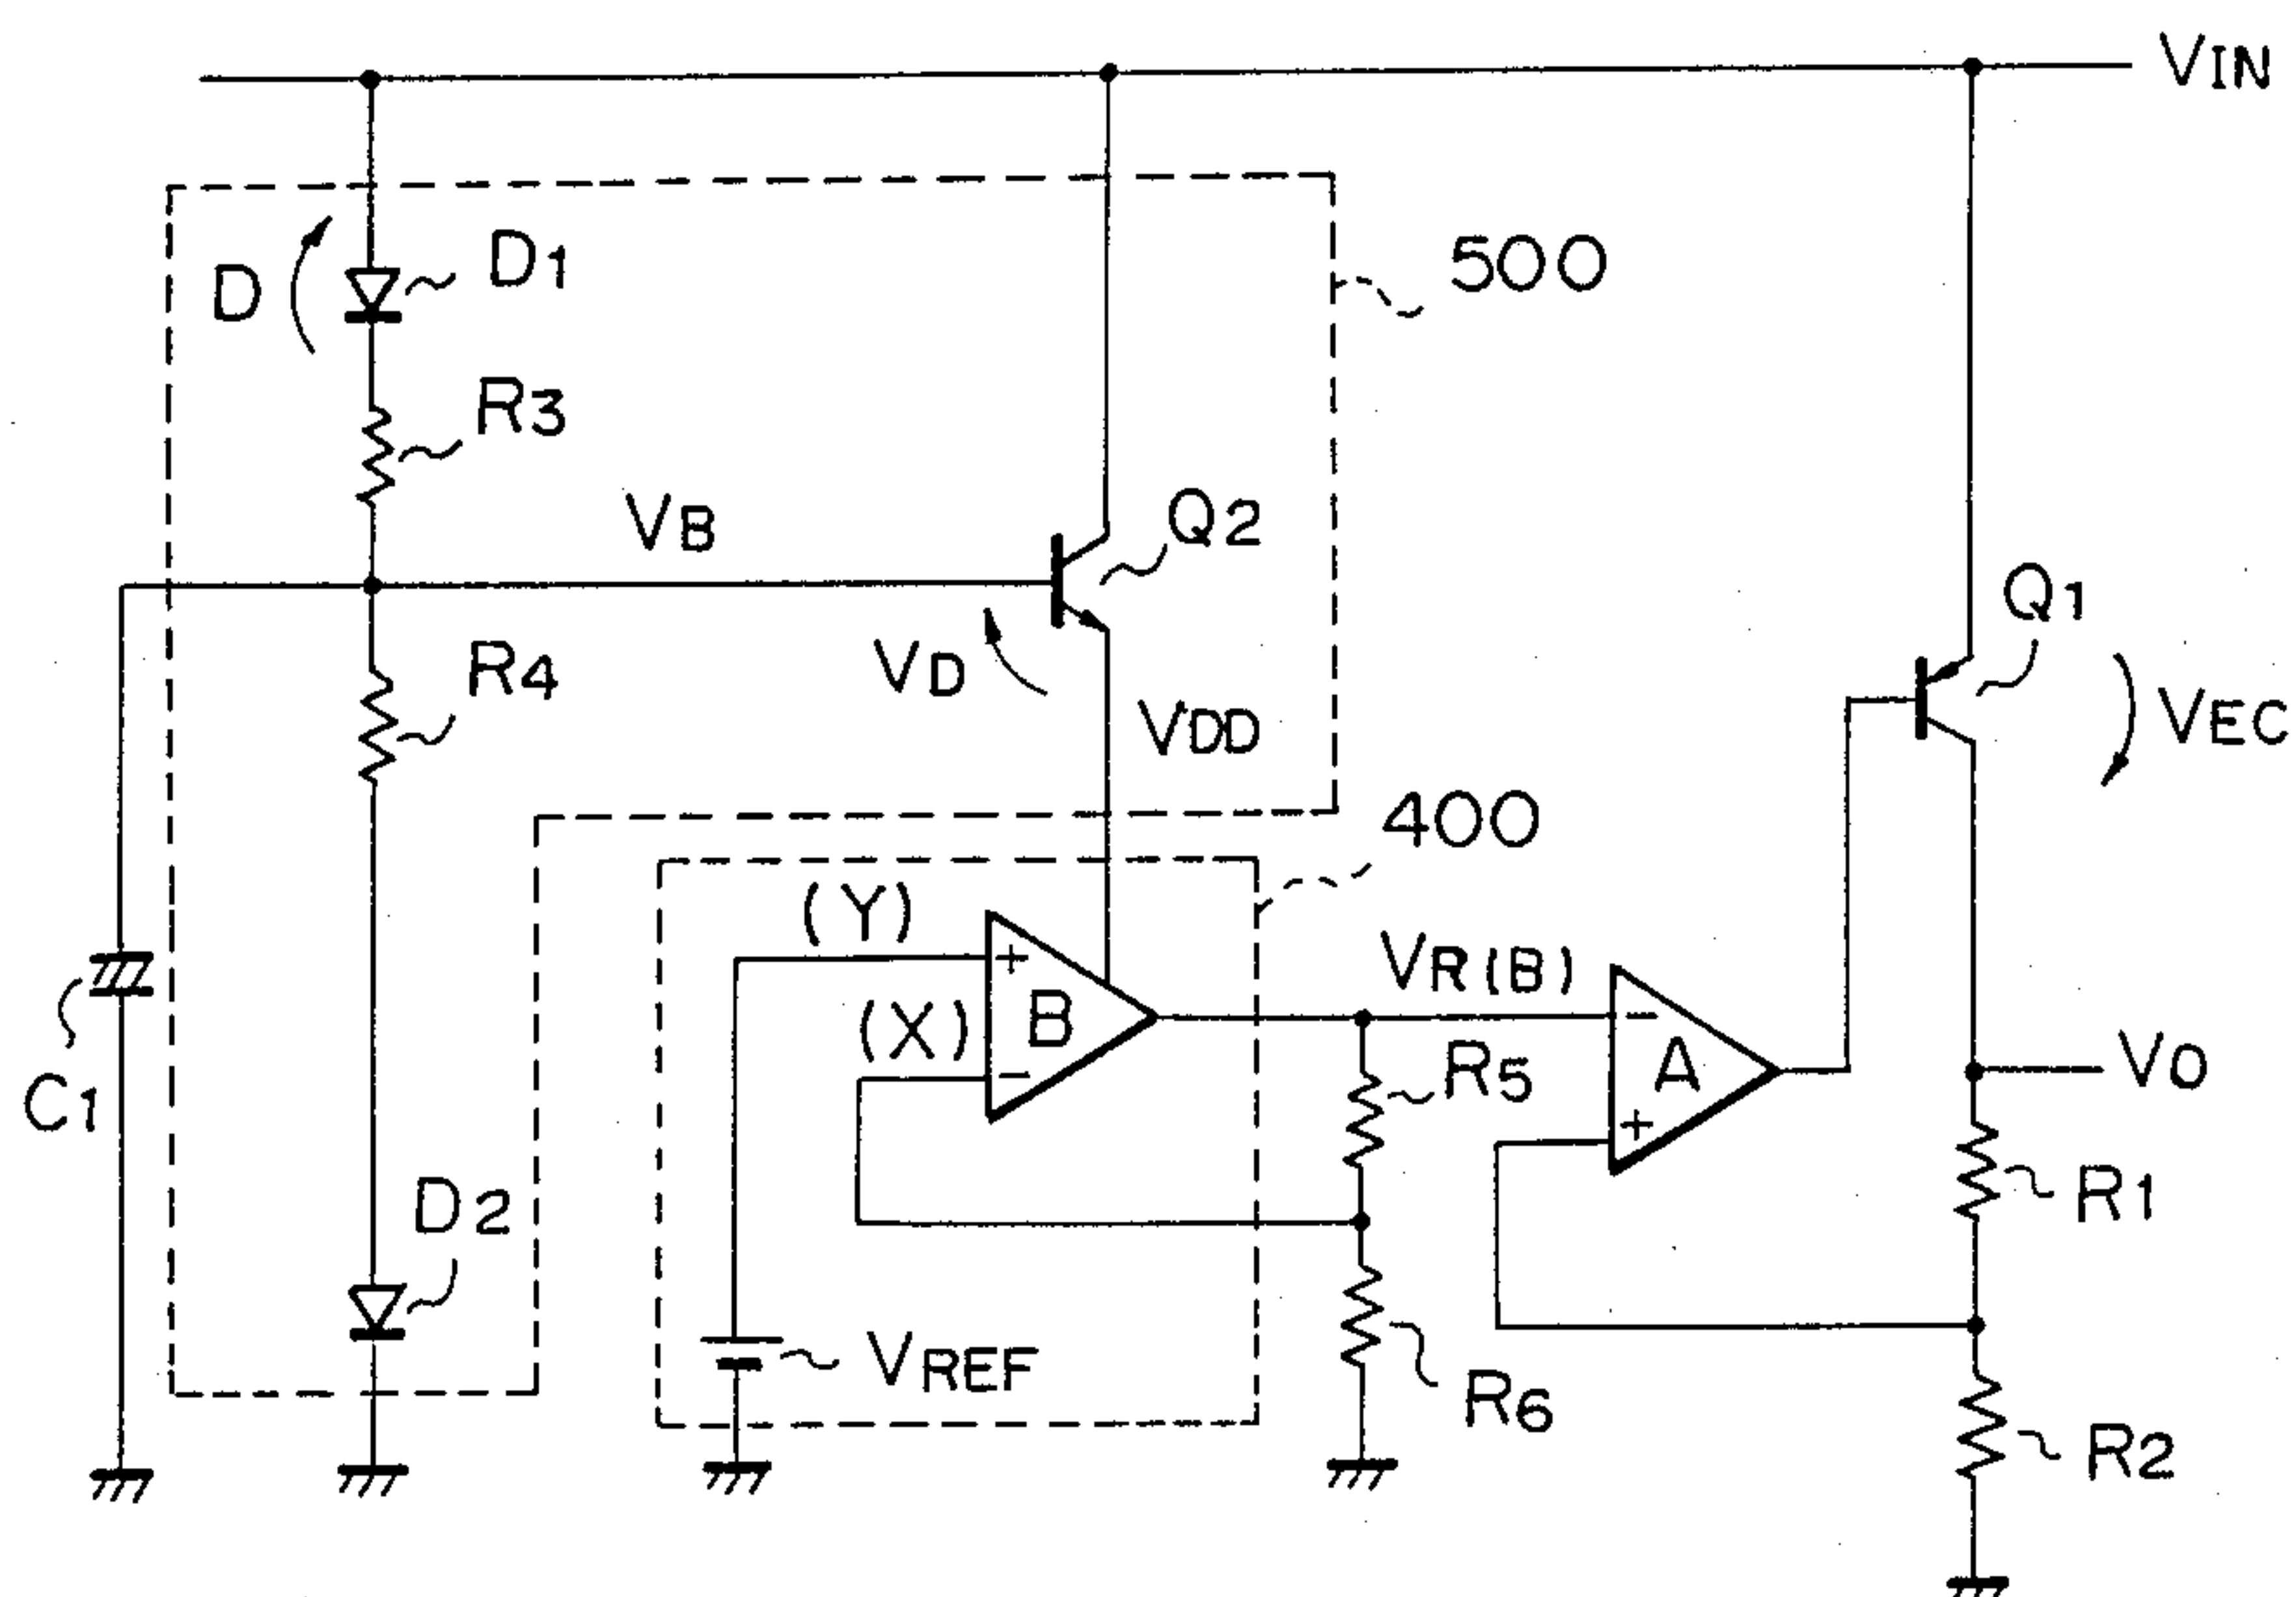 VIN
D
D1
500
R3
VB
Q2
Q1
R4
VD
VDD
VEC
400
(Y)
+
VR(B)
(X)
B
−
−
R5
A
VO
C1
+
D2
R1
VREF
R6
R2